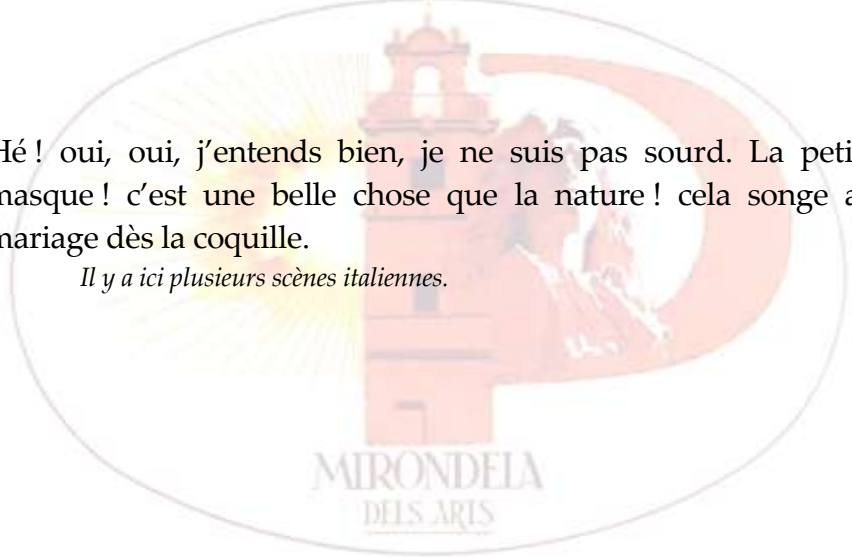 Hé ! oui, oui, j’entends bien, je ne suis pas sourd. La peti
masque ! c’est une belle chose que la nature ! cela songe a
mariage dès la coquille.
Il y a ici plusieurs scènes italiennes.
MIRONDELA
DELS ARTS